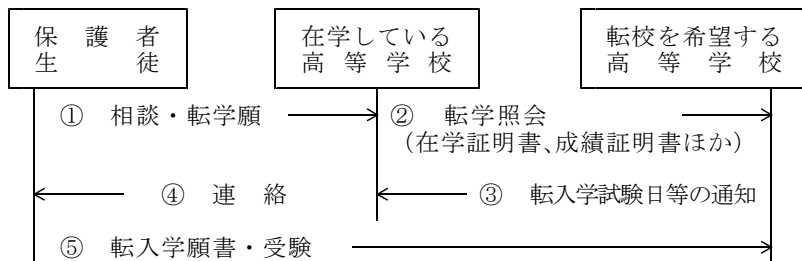 保護者
生徒
在学している
高等学校
転校を希望する
高等学校
① 相談・転学願
② 転学照会
(在学証明書、成績証明書ほか)
④ 連絡
③ 転入学試験日等の通知
⑤ 転入学願書・受験